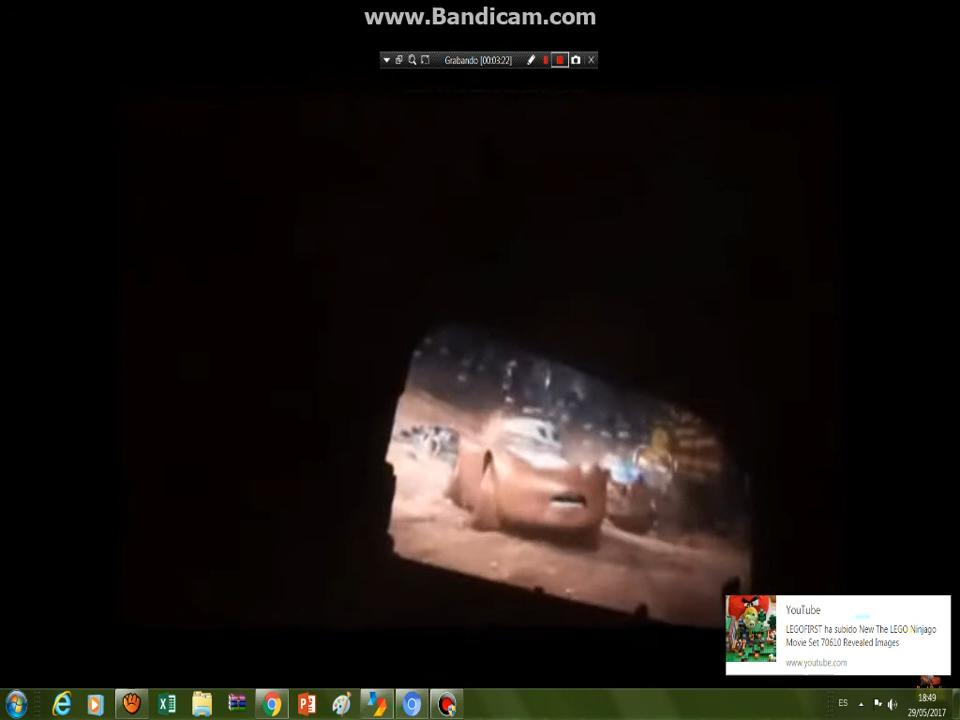 www.Bandicam.com
Grabando [00:03:22]
YouTube
LEGOFIRST ha subido New The LEGO Ninjago
Movie Set 70610 Revealed Images
www.youtube.com
ES
18:49
29/05/2017